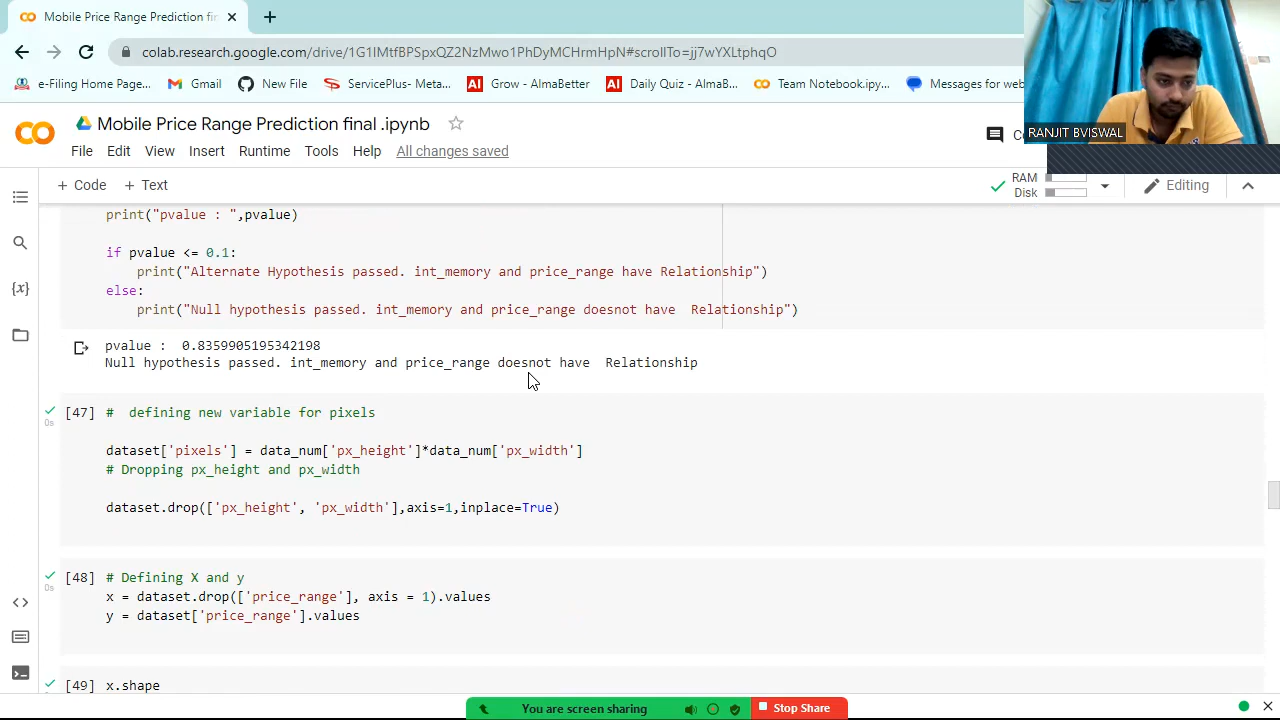 Mobile Price Range Prediction fin
colab.research.google.com/drive/1G1IMtfBPSpxQZ2NzMwo1PhDyMCHrmHpN#scrollTo=jj7wYXLtphqO
e-Filing Home Page...
Gmail
New File
ServicePlus- Meta...
Grow - AlmaBetter
Daily Quiz - AlmaB...
Team Notebook.ipy...
Messages for web
RANJIT BVISWAL
Mobile Price Range Prediction final .ipynb
File Edit View Insert Runtime Tools Help All changes saved
+ Code + Text
RAM
Disk
Editing
print("pvalue : ",pvalue)
if pvalue <= 0.1:
print("Alternate Hypothesis passed. int_memory and price_range have Relationship")
else:
print("Null hypothesis passed. int_memory and price_range doesnot have  Relationship")
pvalue :  0.8359905195342198
Null hypothesis passed. int_memory and price_range doesnot have  Relationship
[47] #  defining new variable for pixels
0s
dataset['pixels'] = data_num['px_height']*data_num['px_width']
# Dropping px_height and px_width
dataset.drop(['px_height', 'px_width'],axis=1,inplace=True)
[48] # Defining X and y
0s
x = dataset.drop(['price_range'], axis = 1).values
y = dataset['price_range'].values
[49] x.shape
You are screen sharing
Stop Share